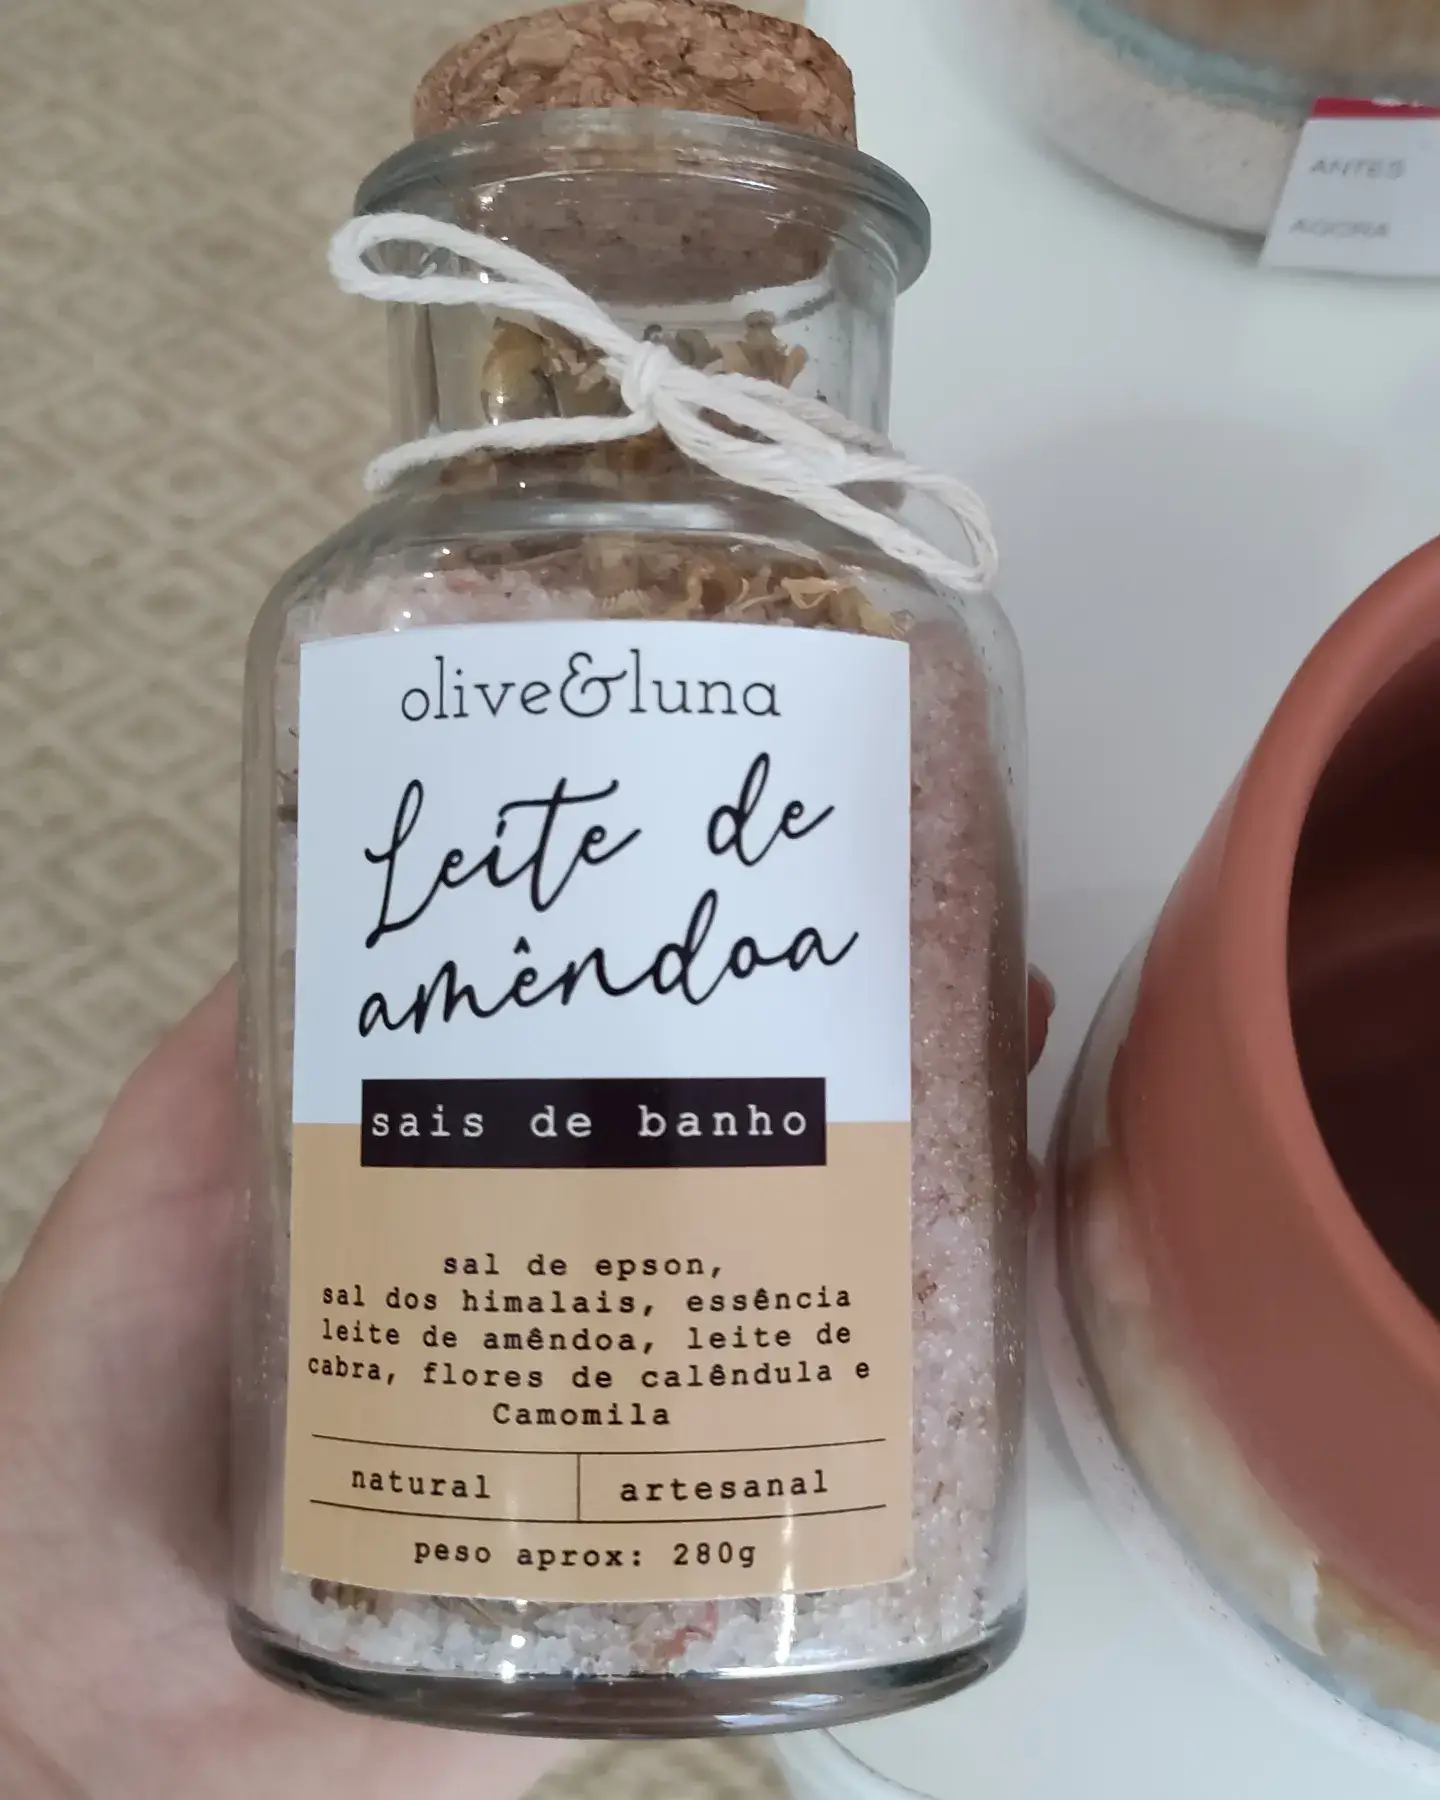 ANTES
AGORA
olive&luna
Leite de
amêndoa
sais de banho
sal de epson,
sal dos himalais, essência
leite de amêndoa, leite de
cabra, flores de calêndula e
Camomila
natural
artesanal
peso aprox: 280g